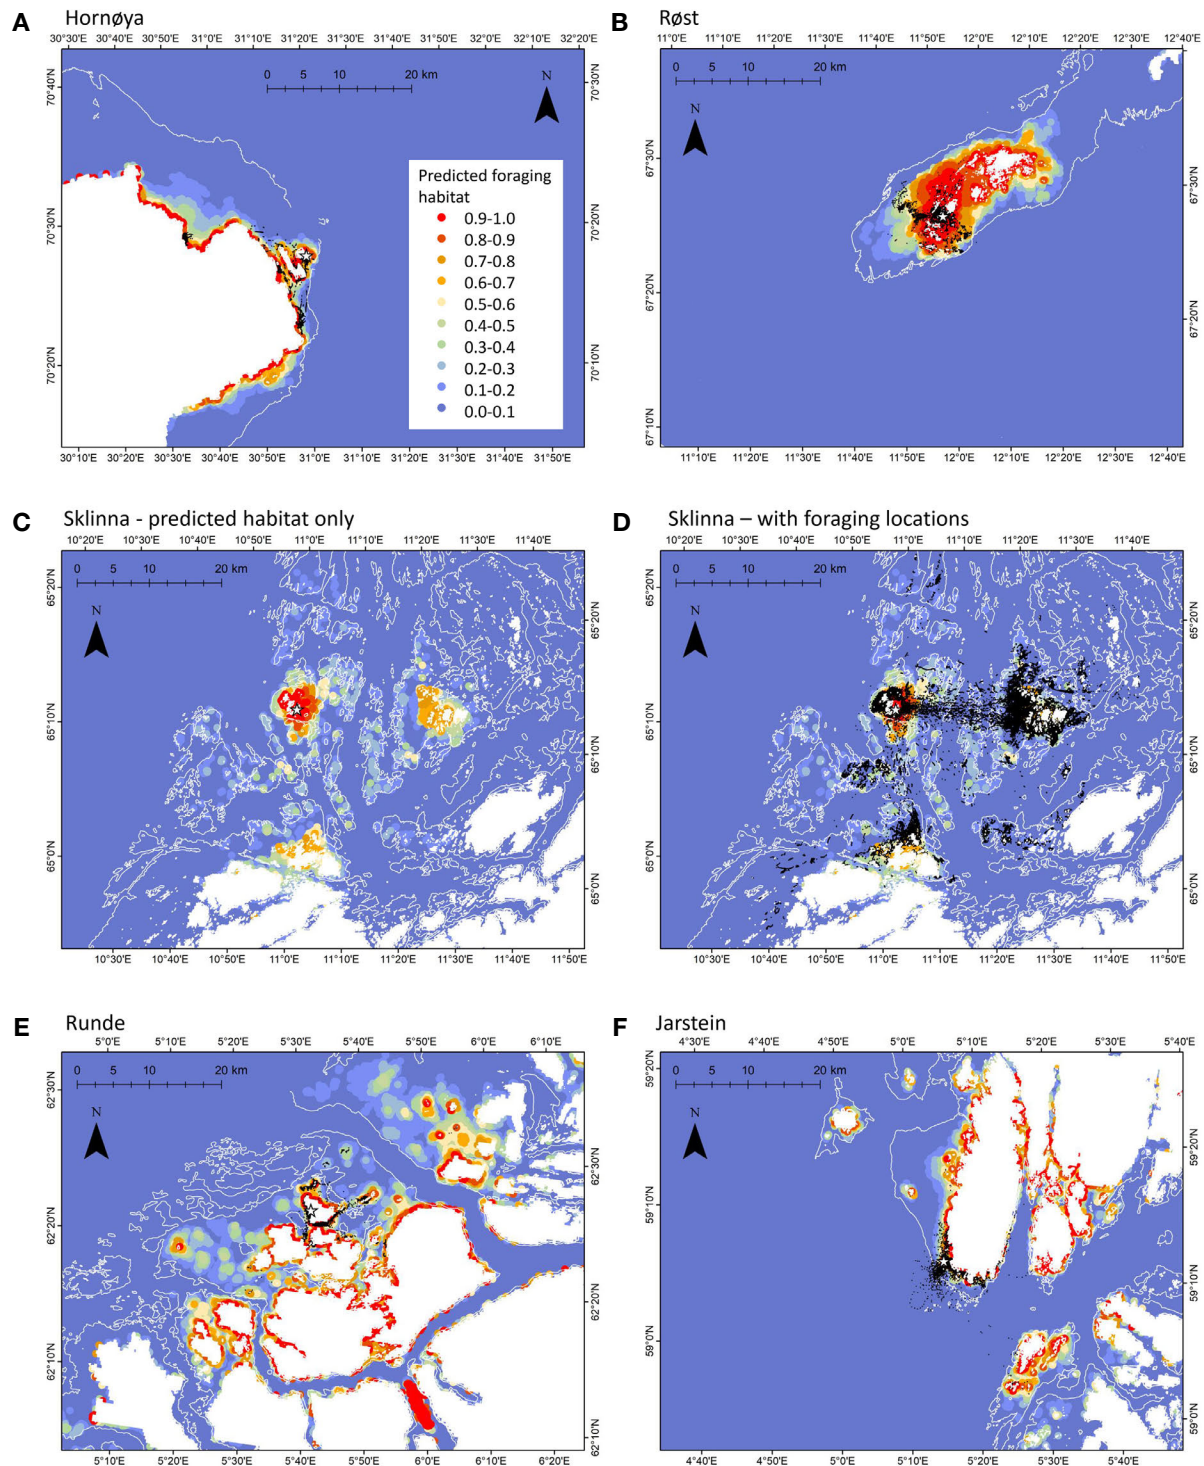 A Hornøya
30°30'E 30°40'E 30°50'E 31°0'E 31°10'E 31°20'E 31°30'E 31°40'E 31°50'E 32°0'E 32°10'E 32°20'E
0 5 10 20 km
N
70°40'N
70°30'N
70°20'N
70°30'N
70°20'N
70°10'N
Predicted foraging
habitat
0.9-1.0
0.8-0.9
0.7-0.8
0.6-0.7
0.5-0.6
0.4-0.5
0.3-0.4
0.2-0.3
0.1-0.2
0.0-0.1
30°10'E 30°20'E 30°30'E 30°40'E 30°50'E 31°0'E 31°10'E 31°20'E 31°30'E 31°40'E 31°50'E
B Røst
11°0'E 11°10'E 11°20'E 11°30'E 11°40'E 11°50'E 12°0'E 12°10'E 12°20'E 12°30'E 12°40'E
0 5 10 20 km
N
67°30'N
67°20'N
67°10'N
67°30'N
67°20'N
11°10'E 11°20'E 11°30'E 11°40'E 11°50'E 12°0'E 12°10'E 12°20'E 12°30'E 12°40'E
C Sklinna - predicted habitat only
10°20'E 10°30'E 10°40'E 10°50'E 11°0'E 11°10'E 11°20'E 11°30'E 11°40'E
0 5 10 20 km
N
65°20'N
65°10'N
65°0'N
65°20'N
65°10'N
65°0'N
10°30'E 10°40'E 10°50'E 11°0'E 11°10'E 11°20'E 11°30'E 11°40'E 11°50'E
D Sklinna – with foraging locations
10°20'E 10°30'E 10°40'E 10°50'E 11°0'E 11°10'E 11°20'E 11°30'E 11°40'E
0 5 10 20 km
N
65°20'N
65°10'N
65°0'N
65°20'N
65°10'N
65°0'N
10°30'E 10°40'E 10°50'E 11°0'E 11°10'E 11°20'E 11°30'E 11°40'E 11°50'E
E Runde
5°0'E 5°10'E 5°20'E 5°30'E 5°40'E 5°50'E 6°0'E 6°10'E
0 5 10 20 km
N
62°30'N
62°20'N
62°10'N
62°30'N
62°20'N
62°10'N
5°10'E 5°20'E 5°30'E 5°40'E 5°50'E 6°0'E 6°10'E 6°20'E
F Jarstein
4°30'E 4°40'E 4°50'E 5°0'E 5°10'E 5°20'E 5°30'E 5°40'E
0 5 10 20 km
N
59°20'N
59°10'N
59°0'N
59°20'N
59°10'N
59°0'N
4°40'E 4°50'E 5°0'E 5°10'E 5°20'E 5°30'E 5°40'E